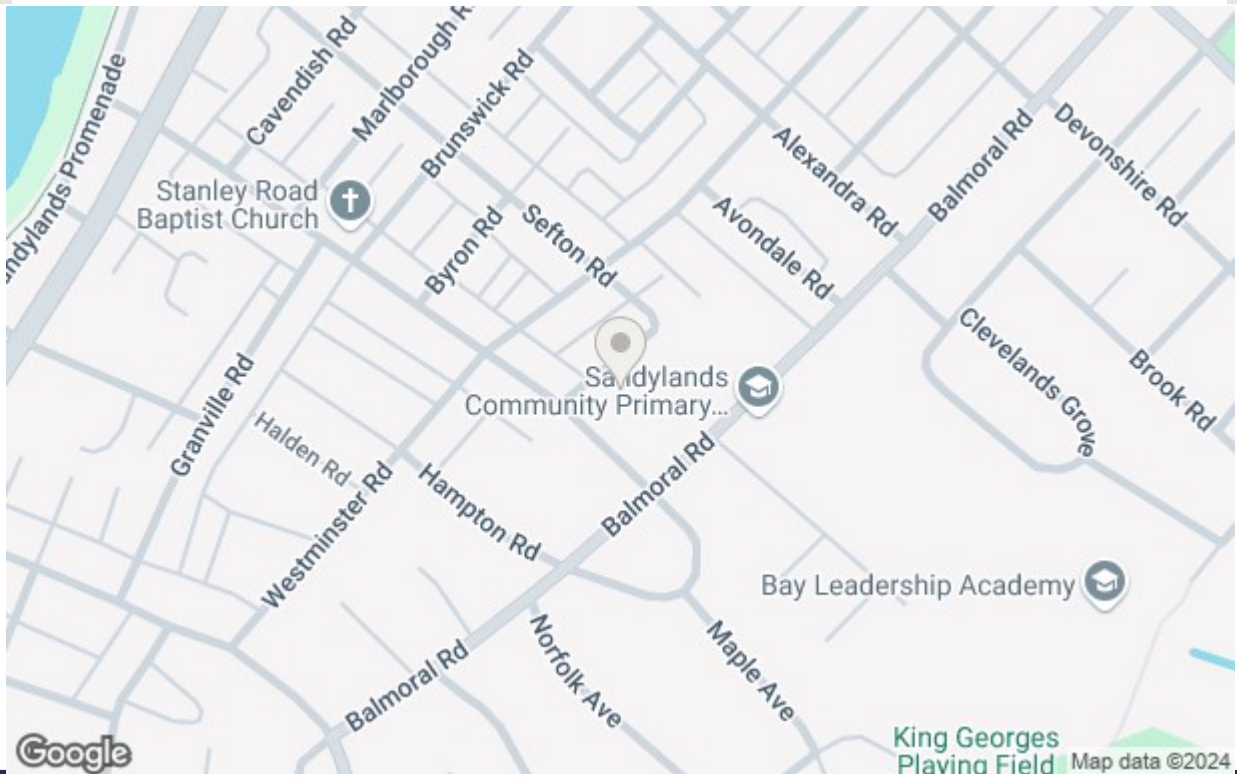 Sandylands Promenade
Cavendish Rd
Marlborough Rd
Brunswick Rd
Stanley Road
Baptist Church
Byron Rd
Sefton Rd
Avondale Rd
Alexandra Rd
Balmoral Rd
Devonshire Rd
Granville Rd
Halden Rd
Westminster Rd
Hampton Rd
Sandylands
Community Primary...
Balmoral Rd
Clevelands Grove
Brook Rd
Bay Leadership Academy
Norfolk Ave
Maple Ave
Balmoral Rd
King Georges
Playing Field
Google
Map data ©2024